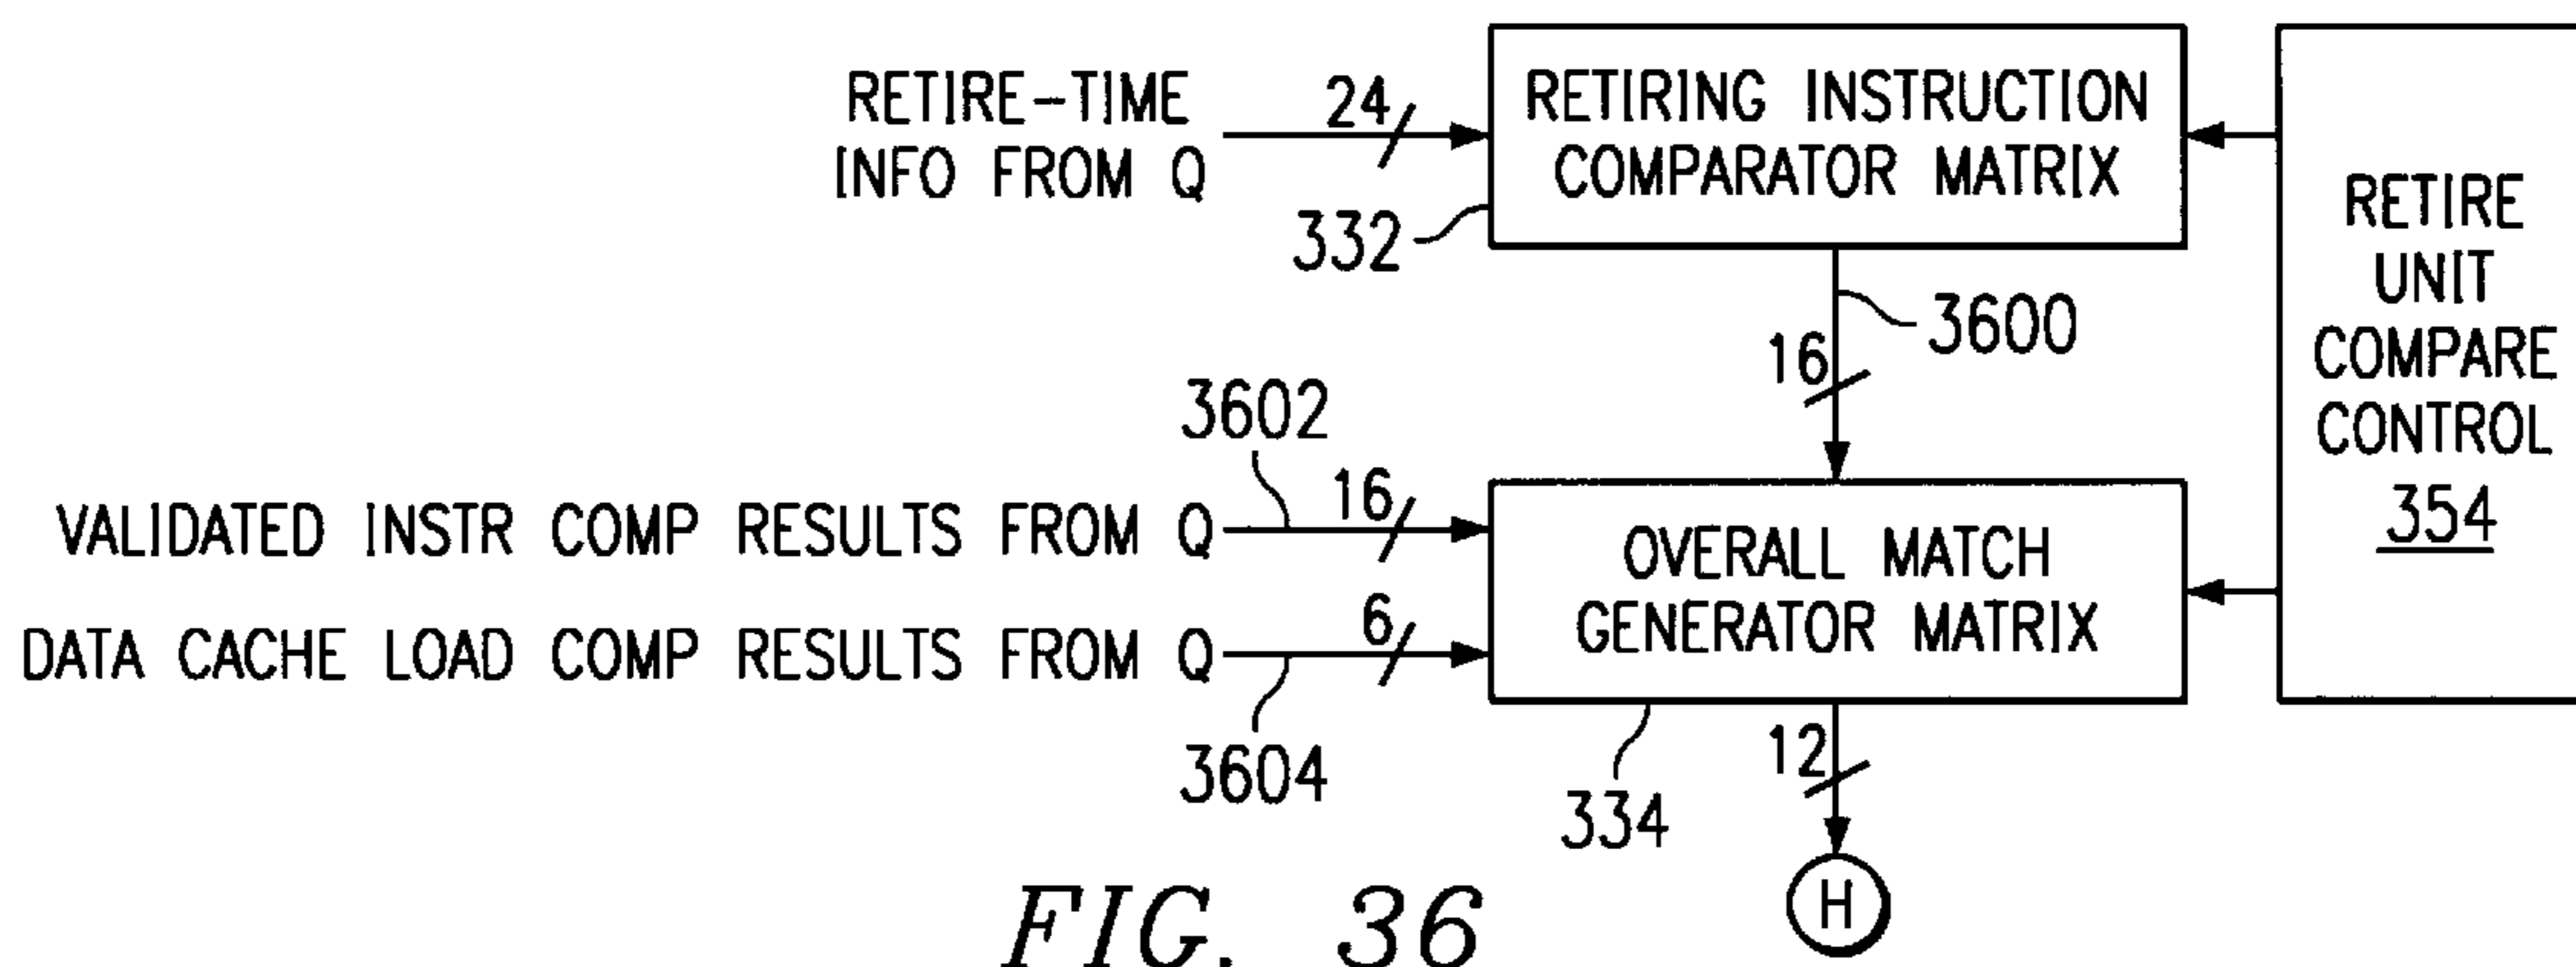 RETIRE-TIME
INFO FROM Q
24
332
RETIRING INSTRUCTION
COMPARATOR MATRIX
16
3600
3602
VALIDATED INSTR COMP RESULTS FROM Q
16
DATA CACHE LOAD COMP RESULTS FROM Q
6
3604
OVERALL MATCH
GENERATOR MATRIX
334
12
H
RETIRE
UNIT
COMPARE
CONTROL
354
FIG. 36